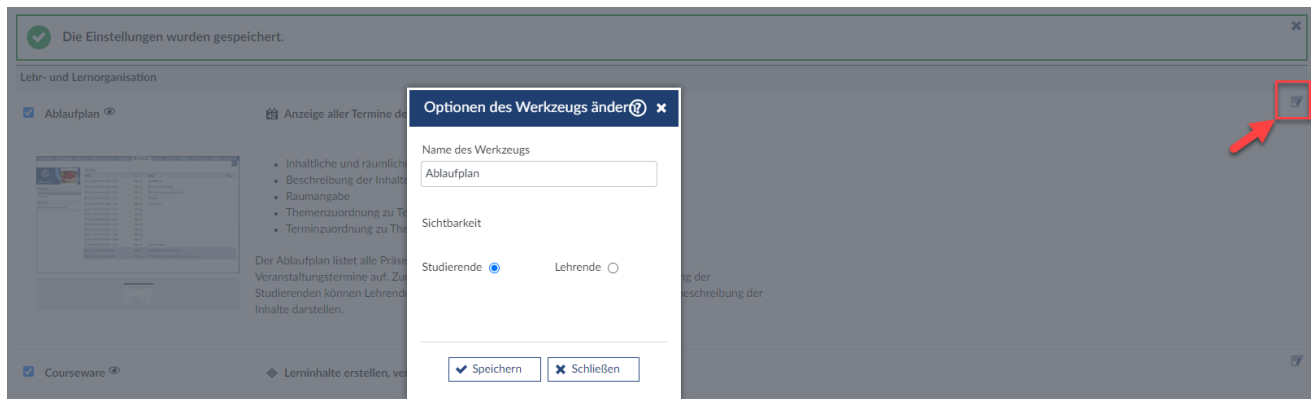 Die Einstellungen wurden gespeichert.
Lehr- und Lernorganisation
Ablaufplan
Anzeige aller Termine de
Optionen des Werkzeugs änder
Name des Werkzeugs
Ablaufplan
Sichtbarkeit
Studierende Lehrende
Speichern Schließen
• Inhaltliche und räumliche
• Beschreibung der Inhalte
• Raumangabe
• Themenzuordnung zu Te
• Terminzuordnung zu The
Der Ablaufplan listet alle Präse
Veranstaltungstermine auf. Zu ng der
Studierenden können Lehrende eschreibung der
Inhalte darstellen.
Courseware
Lerninhalte erstellen, ver